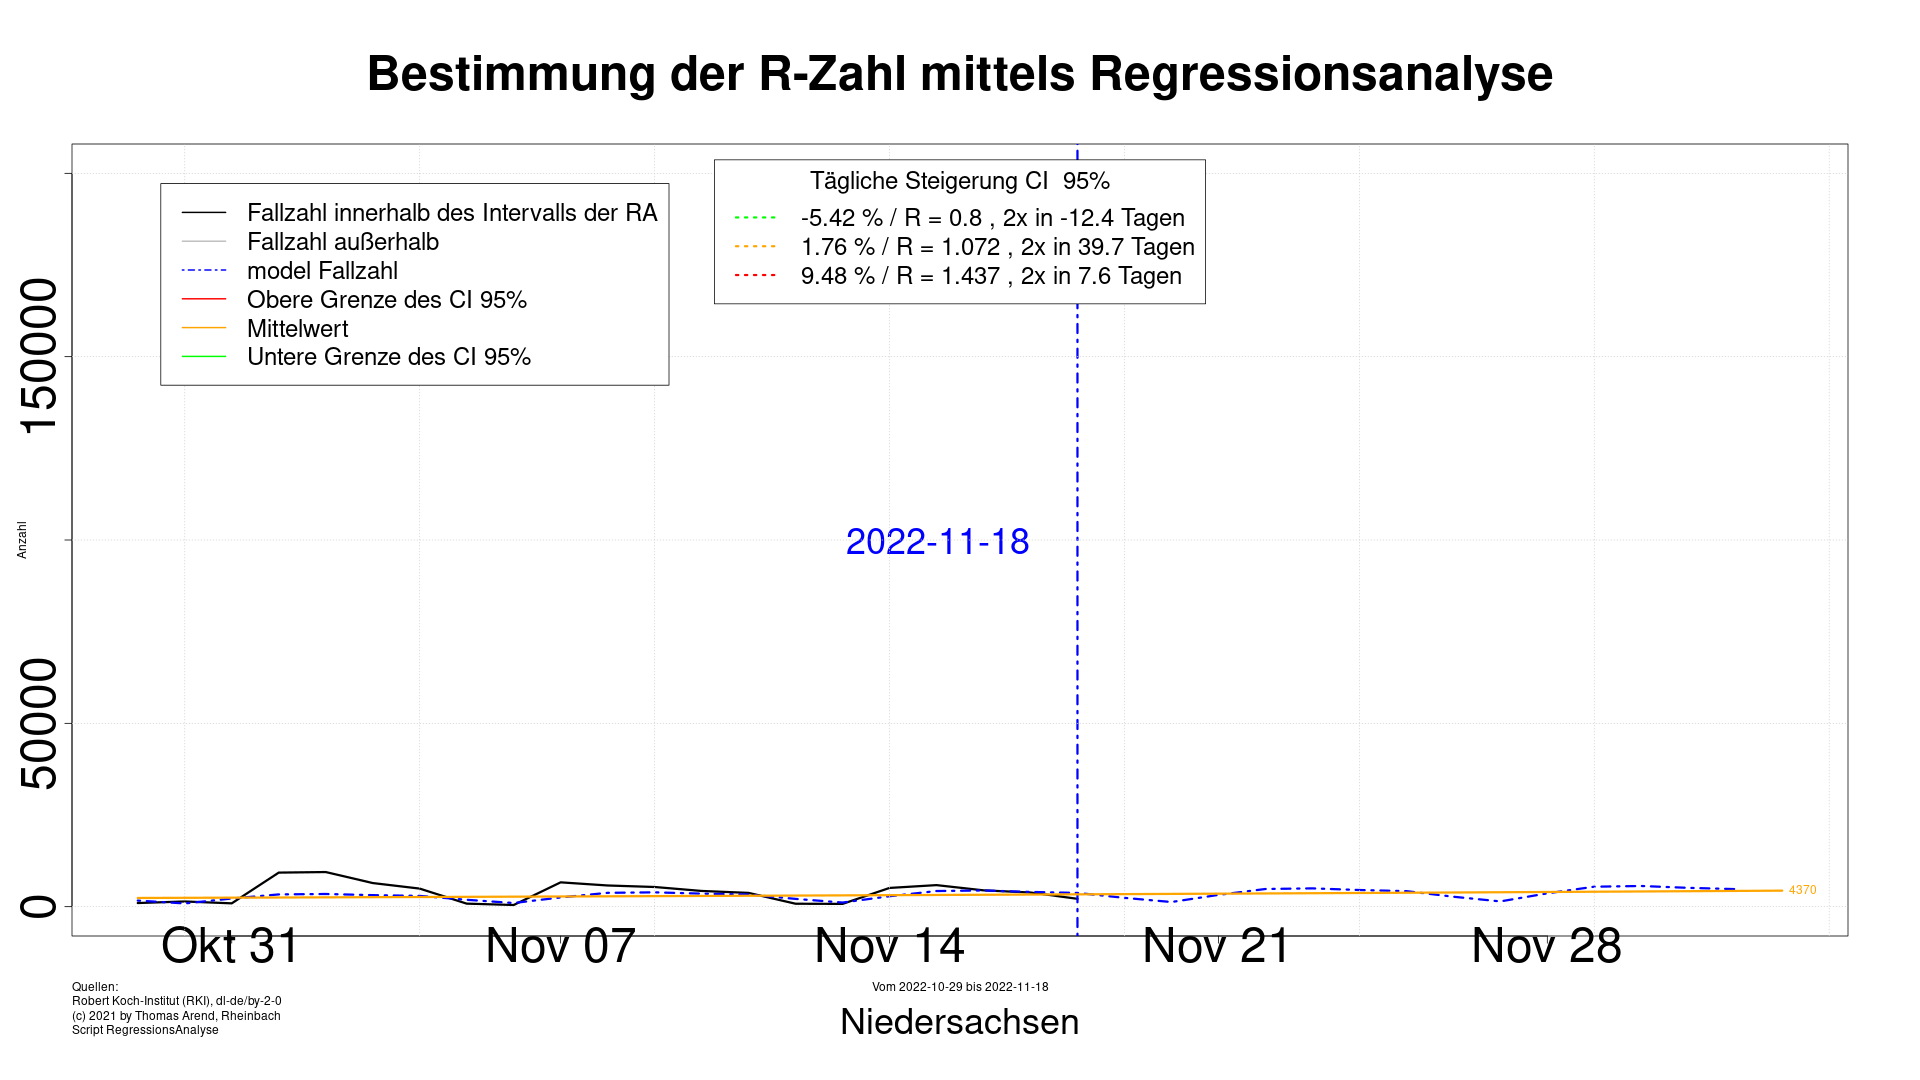 Bestimmung der R-Zahl mittels Regressionsanalyse
Fallzahl innerhalb des Intervalls der RA
Fallzahl außerhalb
model Fallzahl
Obere Grenze des CI 95%
Mittelwert
Untere Grenze des CI 95%
Tägliche Steigerung CI  95%
-5.42 % / R = 0.8 , 2x in -12.4 Tagen
1.76 % / R = 1.072 , 2x in 39.7 Tagen
9.48 % / R = 1.437 , 2x in 7.6 Tagen
150000
50000
0
Anzahl
2022-11-18
4370
Okt 31
Nov 07
Nov 14
Nov 21
Nov 28
Quellen:
Robert Koch-Institut (RKI), dl-de/by-2-0
(c) 2021 by Thomas Arend, Rheinbach
Script RegressionsAnalyse
Vom 2022-10-29 bis 2022-11-18
Niedersachsen